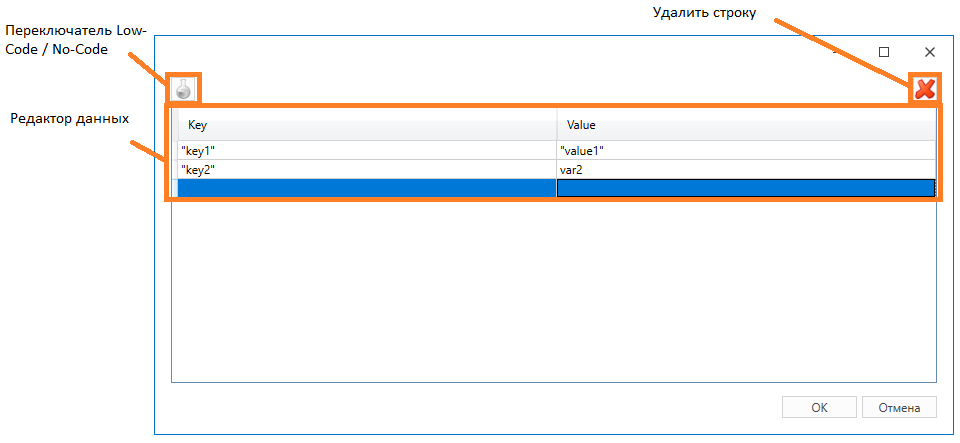 Удалить строку
Переключатель Low-
Code / No-Code
Редактор данных
Key Value
"key1" "value1"
"key2" var2
OK Отмена